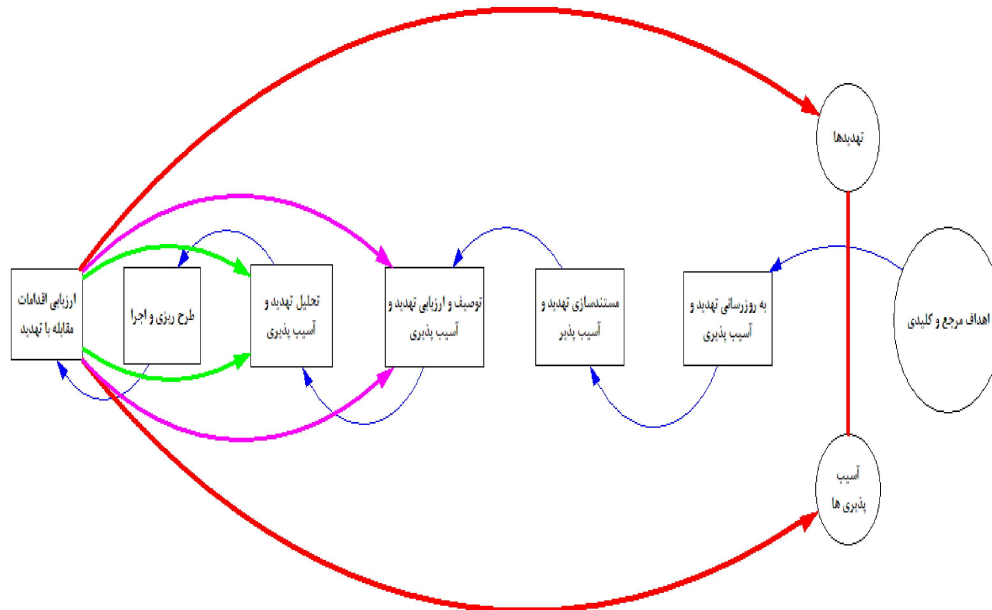 تهدیدها
اهداف مرجع و کلیدی
به روزرسانی تهدید و
آسیب پذیری
مستندسازی تهدید و
آسیب پذیر
توصیف و ارزیابی تهدید و
آسیب پذیری
تحلیل تهدید و
آسیب پذیری
طرح ریزی و اجرا
ارزیابی اقدامات
مقابله با تهدید
آسیب
پذیری ها